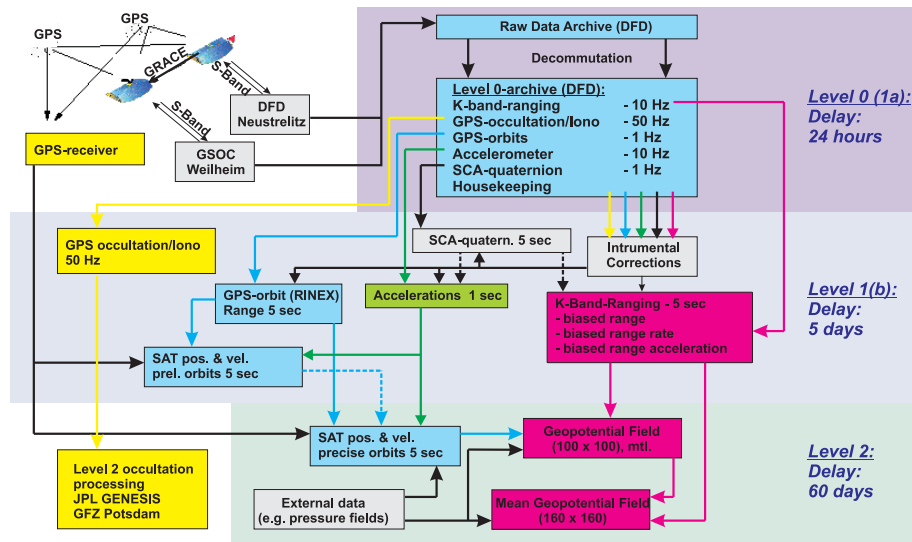 GPS
GPS
GRACE
S-Band
S-Band
DFD
Neustrelitz
GSOC
Weilheim
GPS-receiver
Raw Data Archive (DFD)
Decommutation
Level 0-archive (DFD):
K-band-ranging - 10 Hz
GPS-occultation/Iono - 50 Hz
GPS-orbits - 1 Hz
Accelerometer - 10 Hz
SCA-quaternion - 1 Hz
Housekeeping
Level 0 (1a):
Delay:
24 hours
GPS occultation/Iono
50 Hz
SCA-quatern. 5 sec
Intrumental
Corrections
GPS-orbit (RINEX)
Range 5 sec
Accelerations 1 sec
K-Band-Ranging - 5 sec
- biased range
- biased range rate
- biased range acceleration
Level 1(b):
Delay:
5 days
SAT pos. & vel.
prel. orbits 5 sec
SAT pos. & vel.
precise orbits 5 sec
Geopotential Field
(100 x 100), mtl.
Level 2:
Delay:
60 days
Level 2 occultation
processing
JPL GENESIS
GFZ Potsdam
External data
(e.g. pressure fields)
Mean Geopotential Field
(160 x 160)